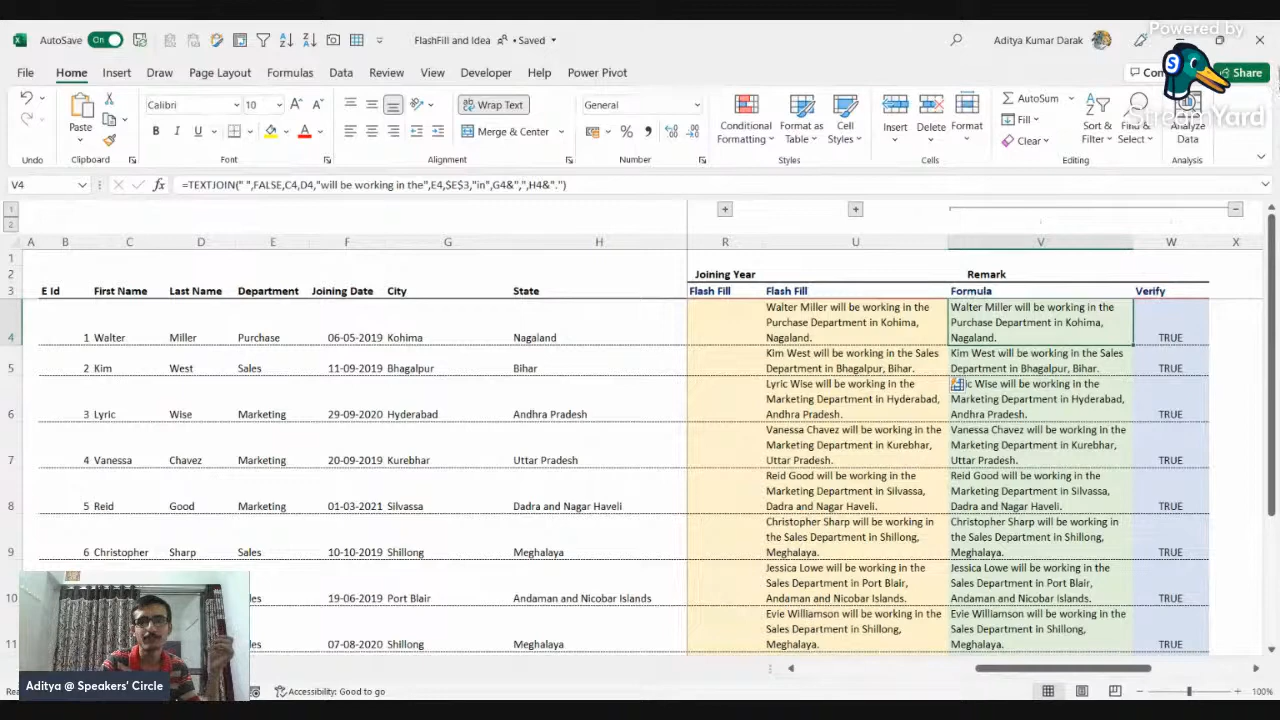 Powered by
StreamYard
AutoSave On FlashFill and Idea • Saved Aditya Kumar Darak
File Home Insert Draw Page Layout Formulas Data Review View Developer Help Power Pivot Share
Calibri 10 Wrap Text General AutoSum
Paste B I U Merge & Center % Conditional Formatting Format as Table Cell Styles Insert Delete Format Fill Clear Sort & Filter Find & Select Analyze Data
Undo Clipboard Font Alignment Number Styles Cells Editing Analysis
V4 fx =TEXTJOIN(" ",FALSE,C4,D4,"will be working in the",E4,$E$3,"in",G4&",",H4&".")
1
2
A B C D E F G H R U V W X
1
2 Joining Year Remark
3 E Id First Name Last Name Department Joining Date City State Flash Fill Flash Fill Formula Verify
Walter Miller will be working in the Walter Miller will be working in the
Purchase Department in Kohima, Purchase Department in Kohima,
4 1 Walter Miller Purchase 06-05-2019 Kohima Nagaland Nagaland. Nagaland. TRUE
Kim West will be working in the Sales Kim West will be working in the Sales
5 2 Kim West Sales 11-09-2019 Bhagalpur Bihar Department in Bhagalpur, Bihar. Department in Bhagalpur, Bihar. TRUE
Lyric Wise will be working in the ic Wise will be working in the
Marketing Department in Hyderabad, Marketing Department in Hyderabad,
6 3 Lyric Wise Marketing 29-09-2020 Hyderabad Andhra Pradesh Andhra Pradesh. Andhra Pradesh. TRUE
Vanessa Chavez will be working in the Vanessa Chavez will be working in the
Marketing Department in Kurebhar, Marketing Department in Kurebhar,
7 4 Vanessa Chavez Marketing 20-09-2019 Kurebhar Uttar Pradesh Uttar Pradesh. Uttar Pradesh. TRUE
Reid Good will be working in the Reid Good will be working in the
Marketing Department in Silvassa, Marketing Department in Silvassa,
8 5 Reid Good Marketing 01-03-2021 Silvassa Dadra and Nagar Haveli Dadra and Nagar Haveli. Dadra and Nagar Haveli. TRUE
Christopher Sharp will be working in Christopher Sharp will be working in
the Sales Department in Shillong, the Sales Department in Shillong,
9 6 Christopher Sharp Sales 10-10-2019 Shillong Meghalaya Meghalaya. Meghalaya. TRUE
Jessica Lowe will be working in the Jessica Lowe will be working in the
Sales Department in Port Blair, Sales Department in Port Blair,
10 les 19-06-2019 Port Blair Andaman and Nicobar Islands Andaman and Nicobar Islands. Andaman and Nicobar Islands. TRUE
Evie Williamson will be working in the Evie Williamson will be working in the
Sales Department in Shillong, Sales Department in Shillong,
11 les 07-08-2020 Shillong Meghalaya Meghalaya. Meghalaya. TRUE
Aditya @ Speakers' Circle
Accessibility: Good to go 100%